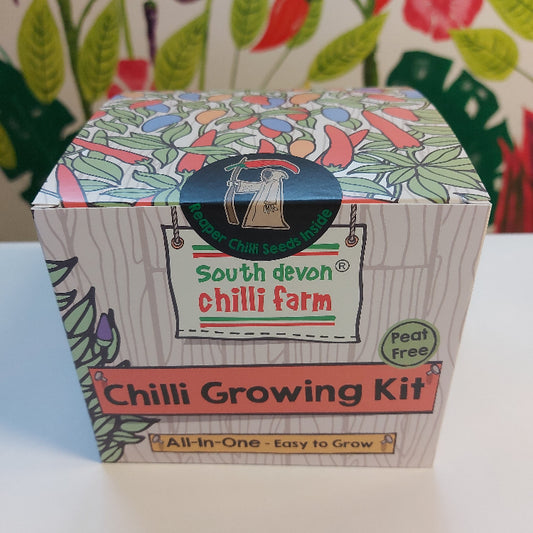 Reaper Chilli Seeds Inside
South devon®
chilli farm
Peat
Free
Chilli Growing Kit
All-In-One - Easy to Grow